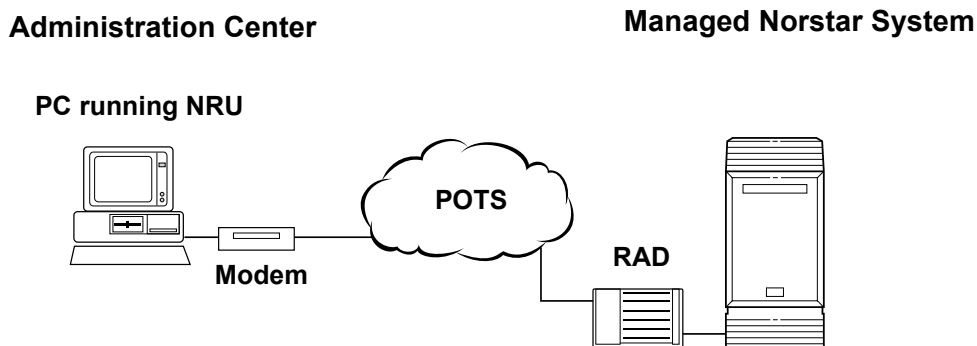 Administration Center
Managed Norstar System
PC running NRU
POTS
RAD
Modem